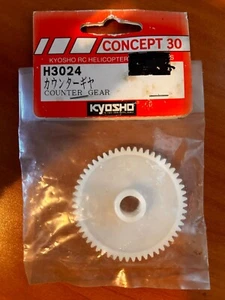 CONCEPT 30
KYOSHO RC HELICOPTER
H3024
カウンターギヤ
COUNTER GEAR
KYOSHO